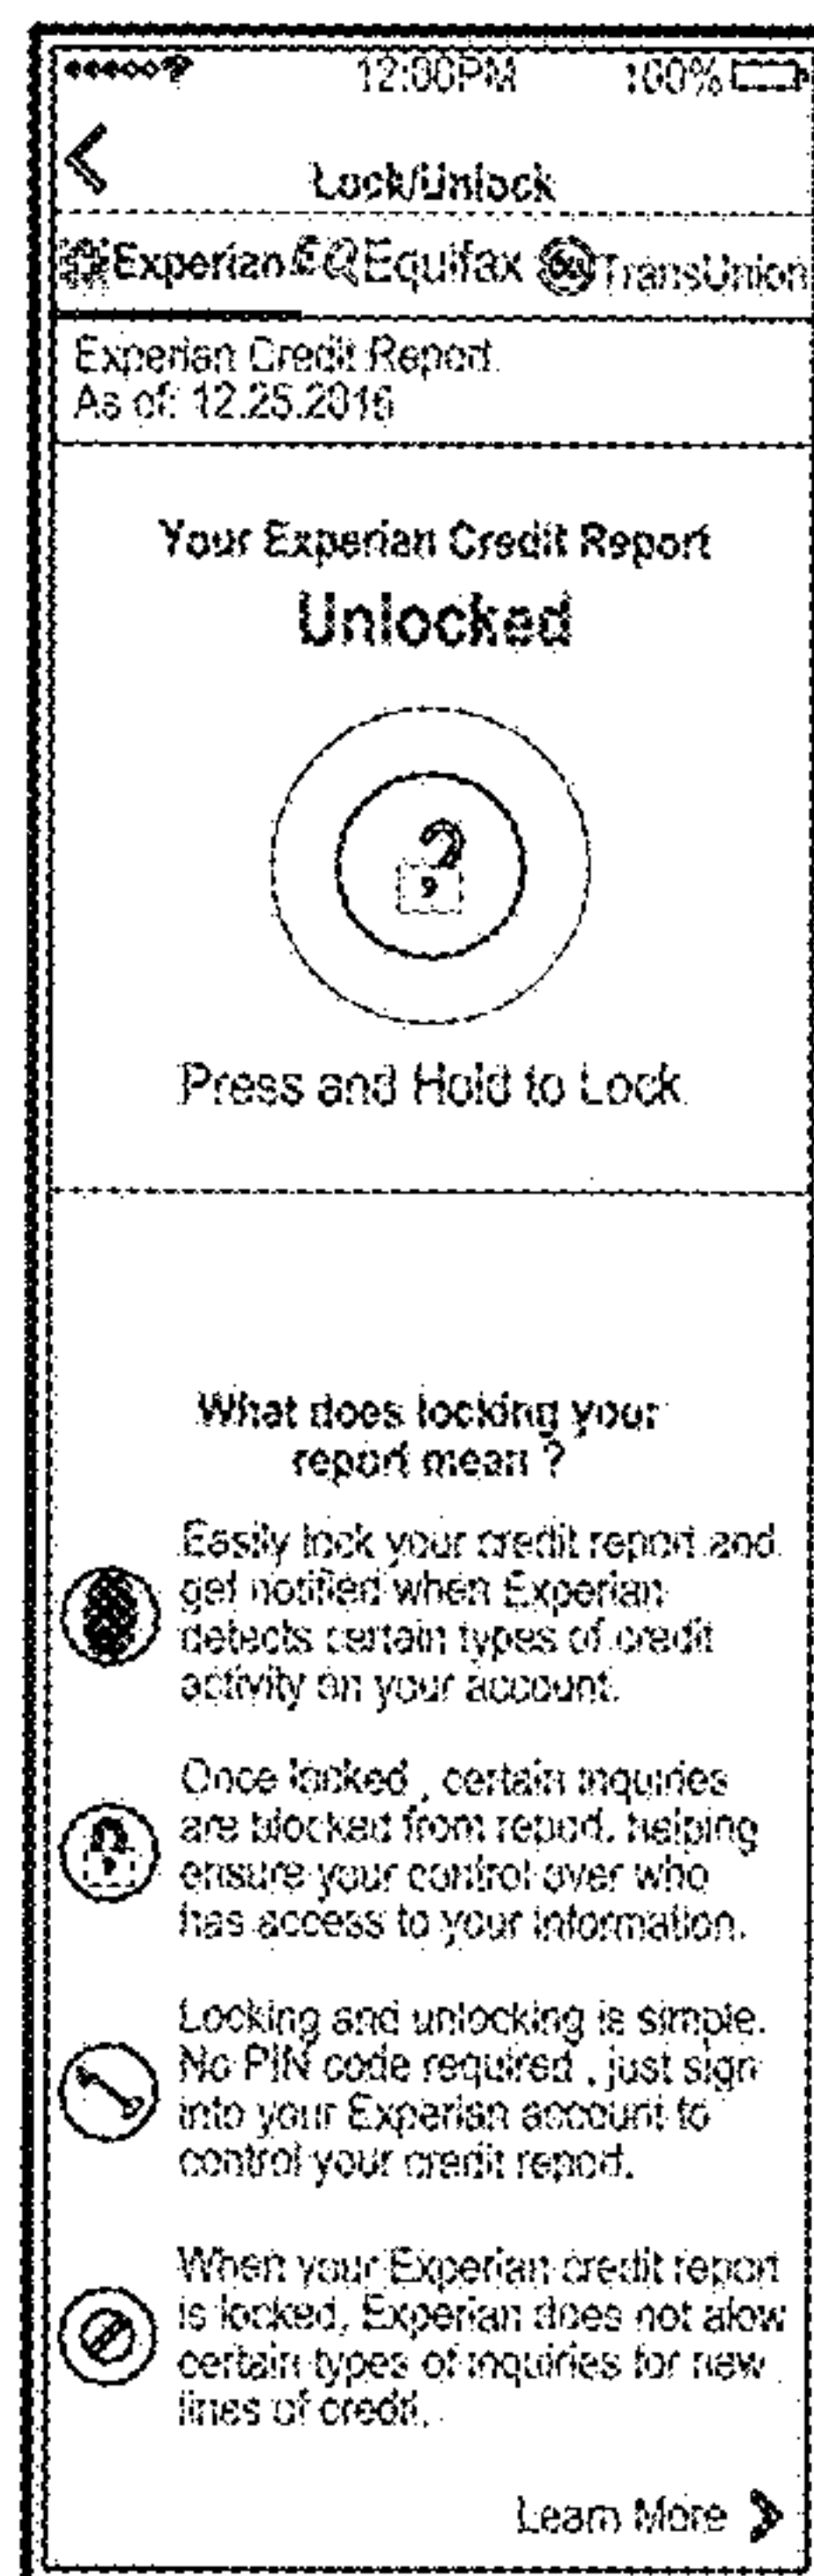 12:00PM 100%
Lock/Unlock
Experian EQ Equifax TransUnion
Experian Credit Report
As of: 12.25.2016
Your Experian Credit Report
Unlocked
Press and Hold to Lock
What does locking your
report mean ?
Easily lock your credit report and
get notified when Experian
detects certain types of credit
activity on your account.
Once locked , certain inquiries
are blocked from report. helping
ensure your control over who
has access to your information.
Locking and unlocking is simple.
No PIN code required , just sign
into your Experian account to
control your credit report.
When your Experian credit report
is locked, Experian does not alow
certain types of inquiries for new
lines of credit.
Learn More